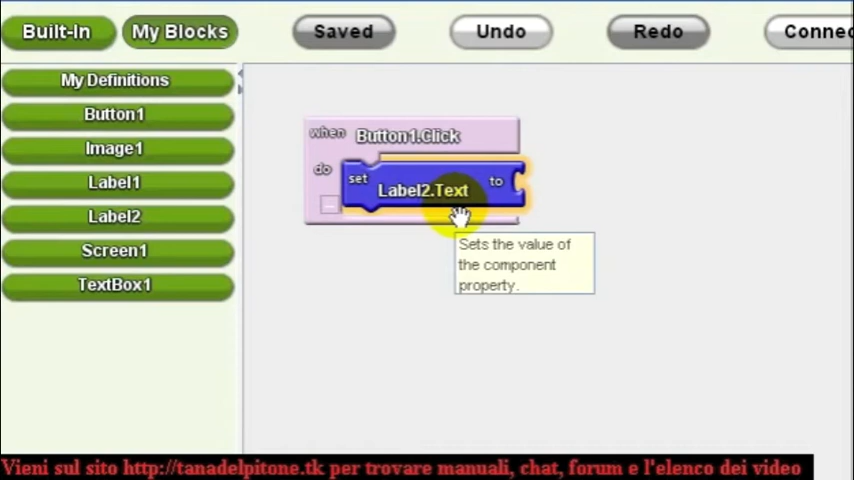 Built-In
My Blocks
Saved
Undo
Redo
Connec
My Definitions
Button1
Image1
Label1
Label2
Screen1
TextBox1
when Button1.Click
do
set Label2.Text to
Sets the value of
the component
property.
Vieni sul sito http://tanadelpitone.tk per trovare manuali, chat, forum e l'elenco dei video